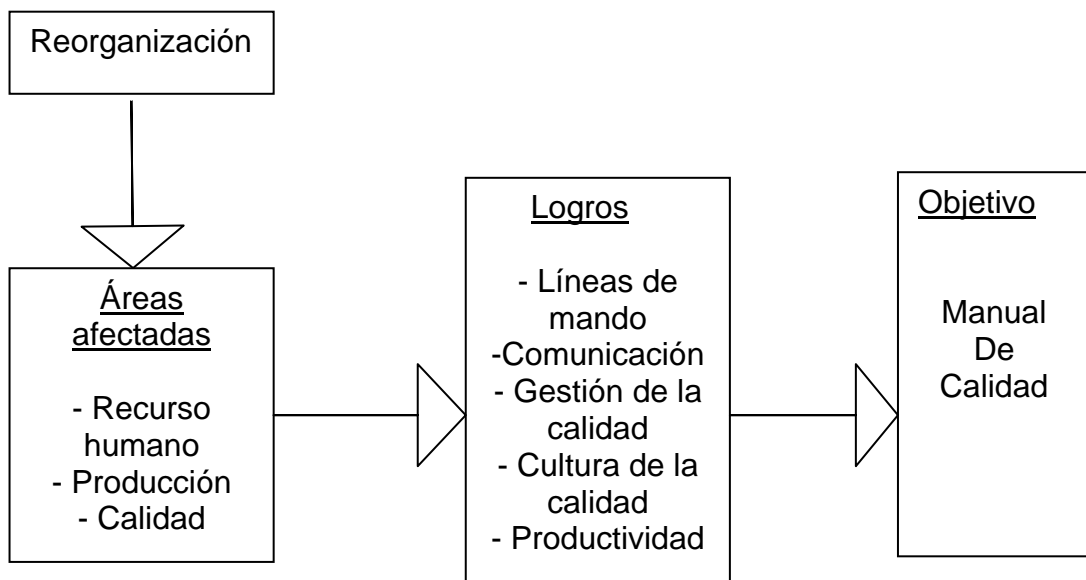 Reorganización
Áreas
afectadas
- Recurso
humano
- Producción
- Calidad
Logros
- Líneas de
mando
-Comunicación
- Gestión de la
calidad
- Cultura de la
calidad
- Productividad
Objetivo
Manual
De
Calidad